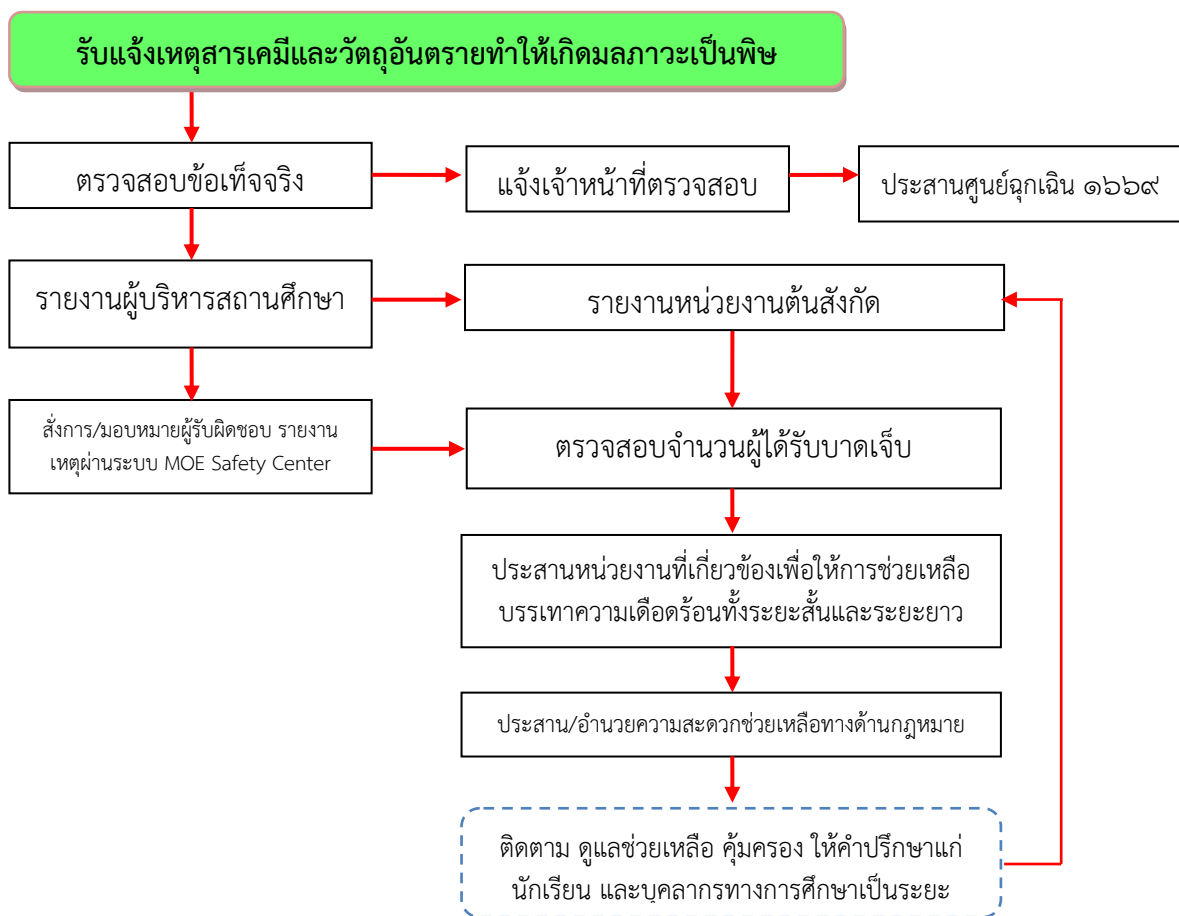 รับแจ้งเหตุสารเคมีและวัตถุอันตรายทำให้เกิดมลภาวะเป็นพิษ
ตรวจสอบข้อเท็จจริง
แจ้งเจ้าหน้าที่ตรวจสอบ
ประสานศูนย์ฉุกเฉิน ๑๖๖๙
รายงานผู้บริหารสถานศึกษา
รายงานหน่วยงานต้นสังกัด
สั่งการ/มอบหมายผู้รับผิดชอบ รายงาน
เหตุผ่านระบบ MOE Safety Center
ตรวจสอบจำนวนผู้ได้รับบาดเจ็บ
ประสานหน่วยงานที่เกี่ยวข้องเพื่อให้การช่วยเหลือ
บรรเทาความเดือดร้อนทั้งระยะสั้นและระยะยาว
ประสาน/อำนวยความสะดวกช่วยเหลือทางด้านกฎหมาย
ติดตาม ดูแลช่วยเหลือ คุ้มครอง ให้คำปรึกษาแก่
นักเรียน และบุคลากรทางการศึกษาเป็นระยะ